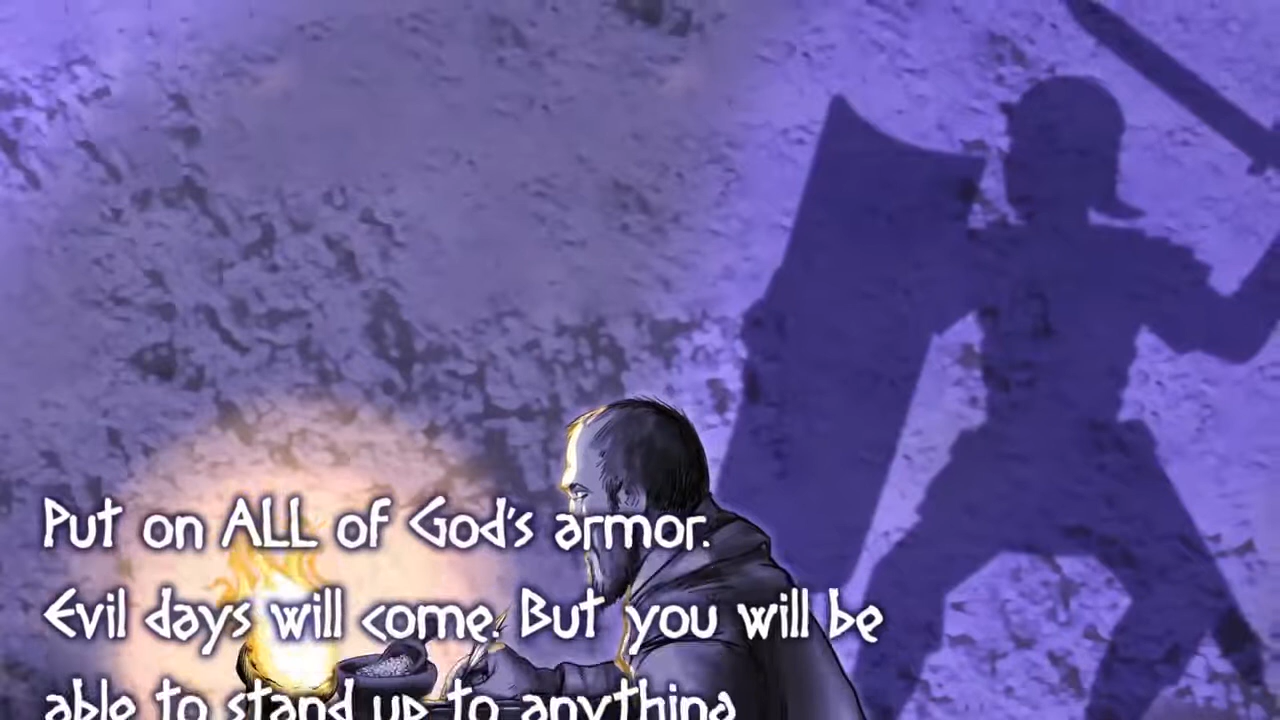 Put on ALL of God's armor.
Evil days will come. But you will be
able to stand up to anything